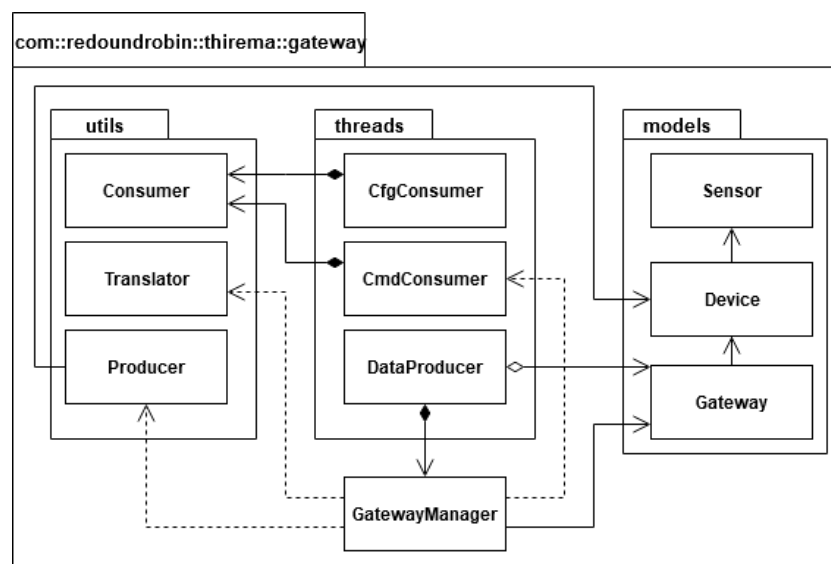 com::redoundrobin::thirema::gateway
utils
threads
models
Consumer
CfgConsumer
Sensor
Translator
CmdConsumer
Device
Producer
DataProducer
Gateway
GatewayManager